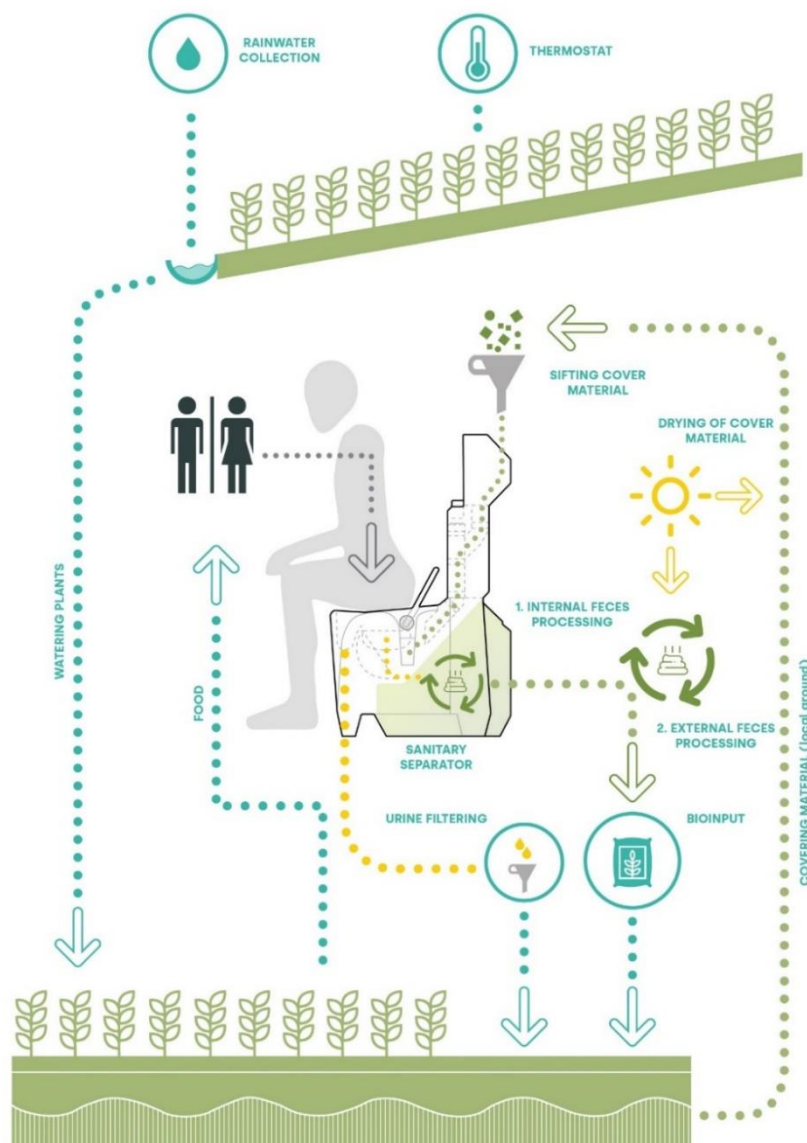 RAINWATER
COLLECTION
THERMOSTAT
SIFTING COVER
MATERIAL
DRYING OF COVER
MATERIAL
WATERING PLANTS
FOOD
1. INTERNAL FECES
PROCESSING
2. EXTERNAL FECES
PROCESSING
SANITARY
SEPARATOR
URINE FILTERING
BIOINPUT
COVERING MATERIAL (local ground)